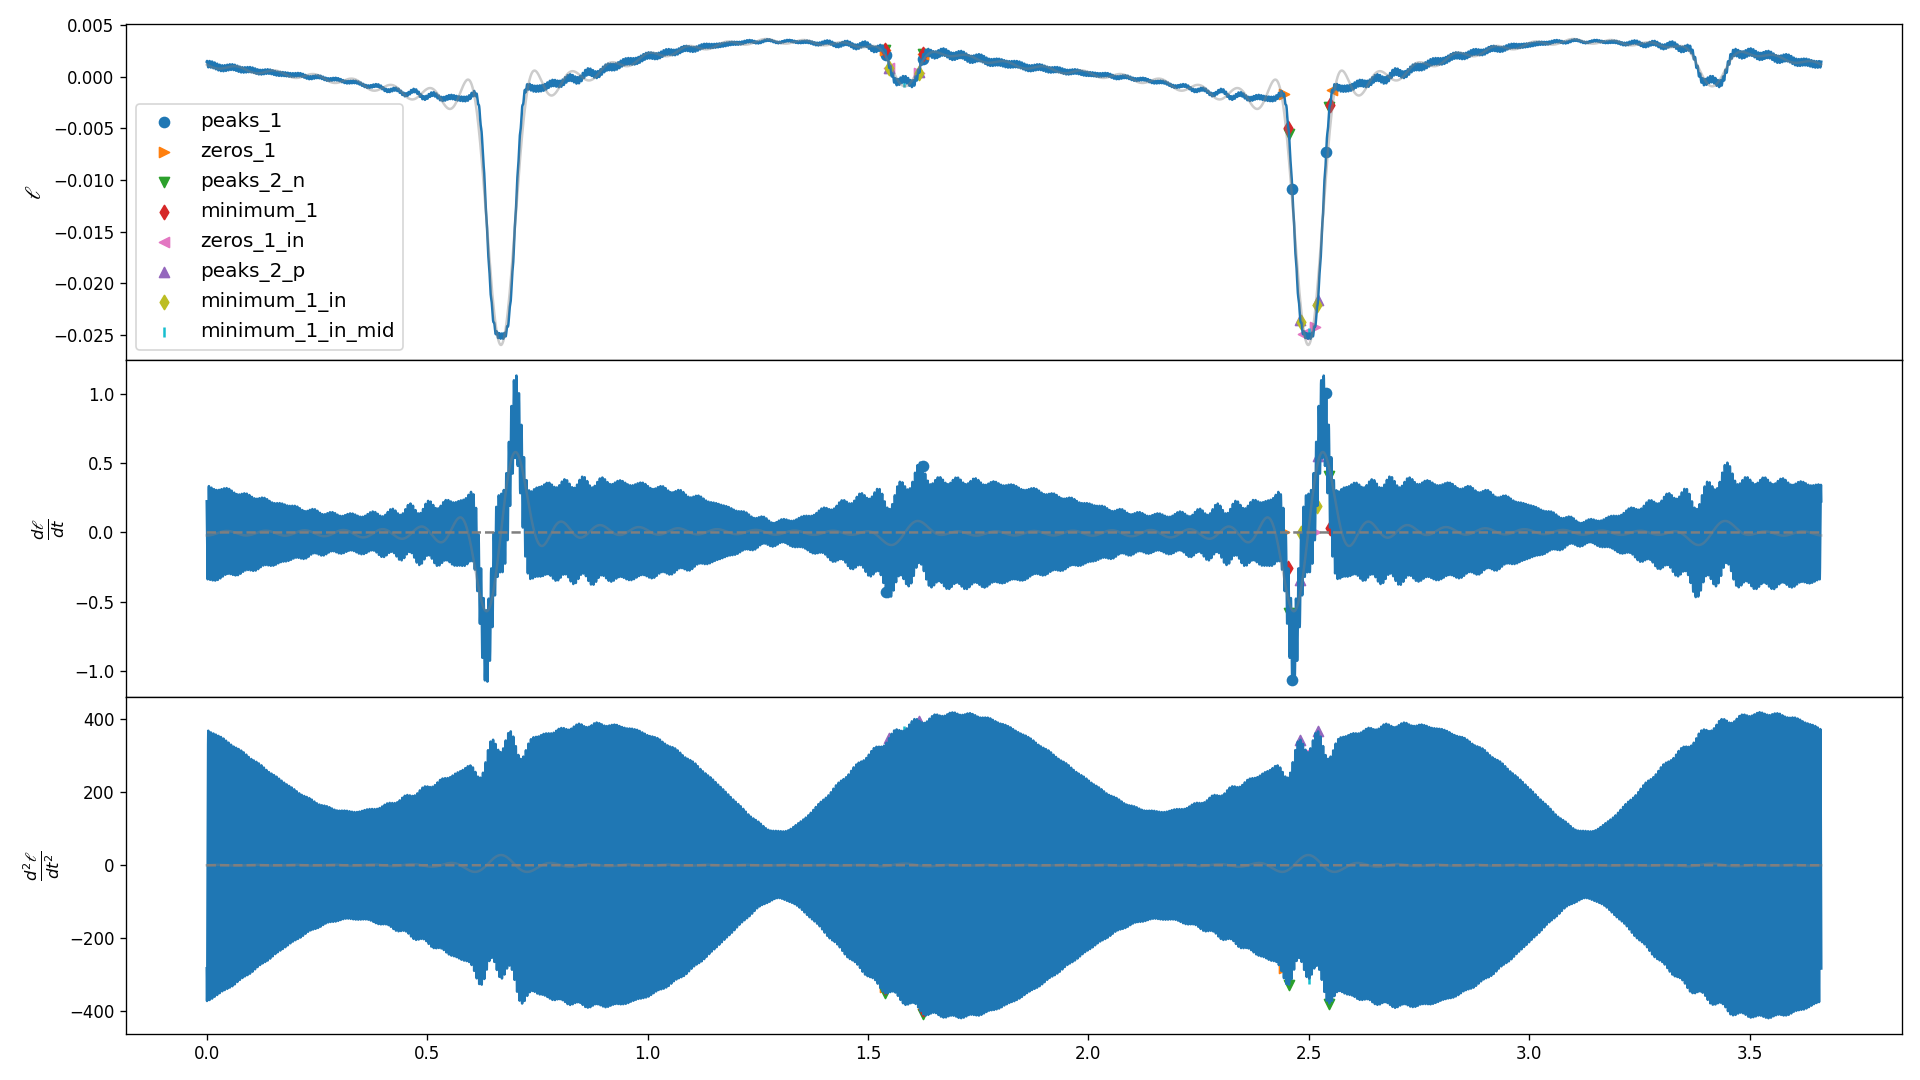 0.005
0.000
−0.005
−0.010
−0.015
−0.020
−0.025
ℓ
peaks_1
zeros_1
peaks_2_n
minimum_1
zeros_1_in
peaks_2_p
minimum_1_in
minimum_1_in_mid
1.0
0.5
0.0
−0.5
−1.0
dℓ
dt
400
200
0
−200
−400
d²ℓ
dt²
0.0 0.5 1.0 1.5 2.0 2.5 3.0 3.5